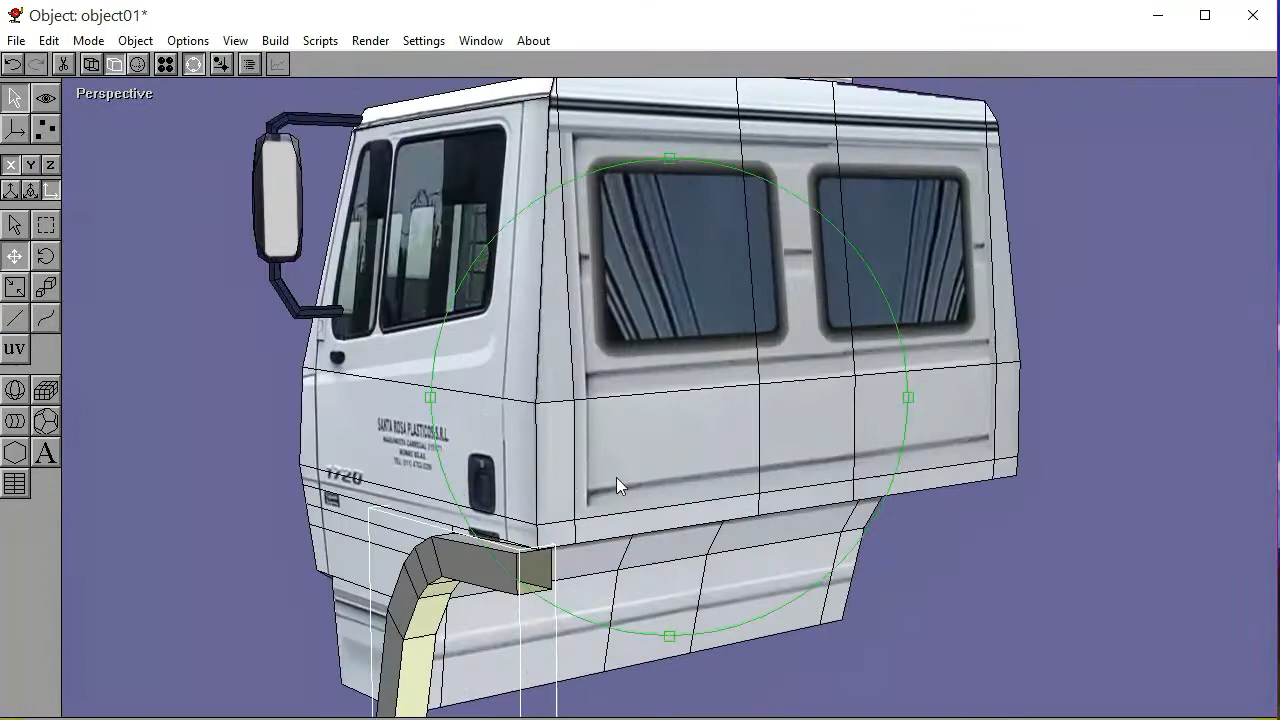 Object: object01*
File Edit Mode Object Options View Build Scripts Render Settings Window About
Perspective
X Y Z
uv
A
SANTA ROSA PLASTICOS S.R.L.
1720